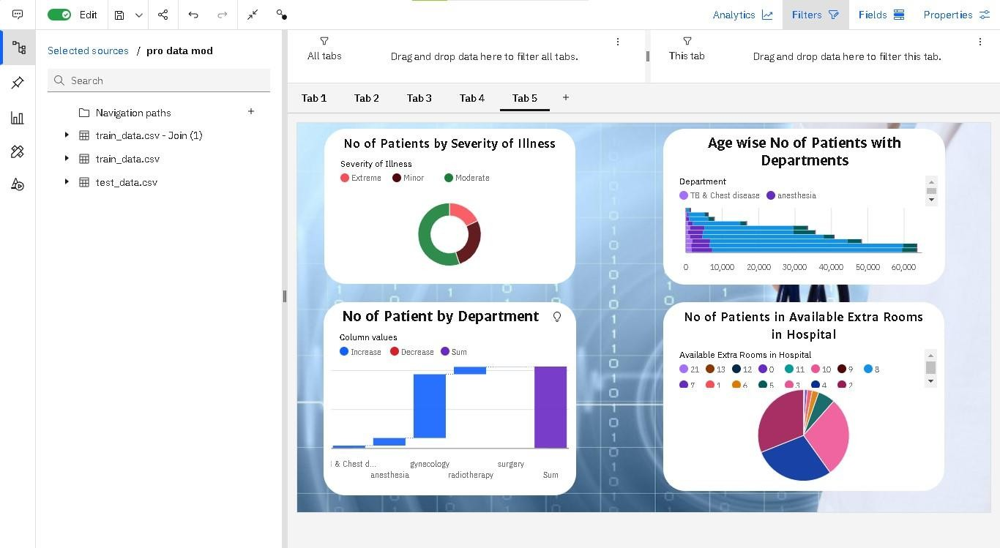 Edit
Analytics
Filters
Fields
Properties
Selected sources / pro data mod
Search
Navigation paths
train_data.csv - Join (1)
train_data.csv
test_data.csv
All tabs
Drag and drop data here to filter all tabs.
This tab
Drag and drop data here to filter this tab.
Tab 1 Tab 2 Tab 3 Tab 4 Tab 5 +
No of Patients by Severity of Illness
Severity of Illness
Extreme Minor Moderate
Age wise No of Patients with
Departments
Department
TB & Chest disease anesthesia
0 10,000 20,000 30,000 40,000 50,000 60,000
No of Patient by Department
Column values
Increase Decrease Sum
& Chest d... gynecology surgery
anesthesia radiotherapy Sum
No of Patients in Available Extra Rooms
in Hospital
Available Extra Rooms in Hospital
21 13 12 0 11 10 9 8
7 1 6 5 3 4 2